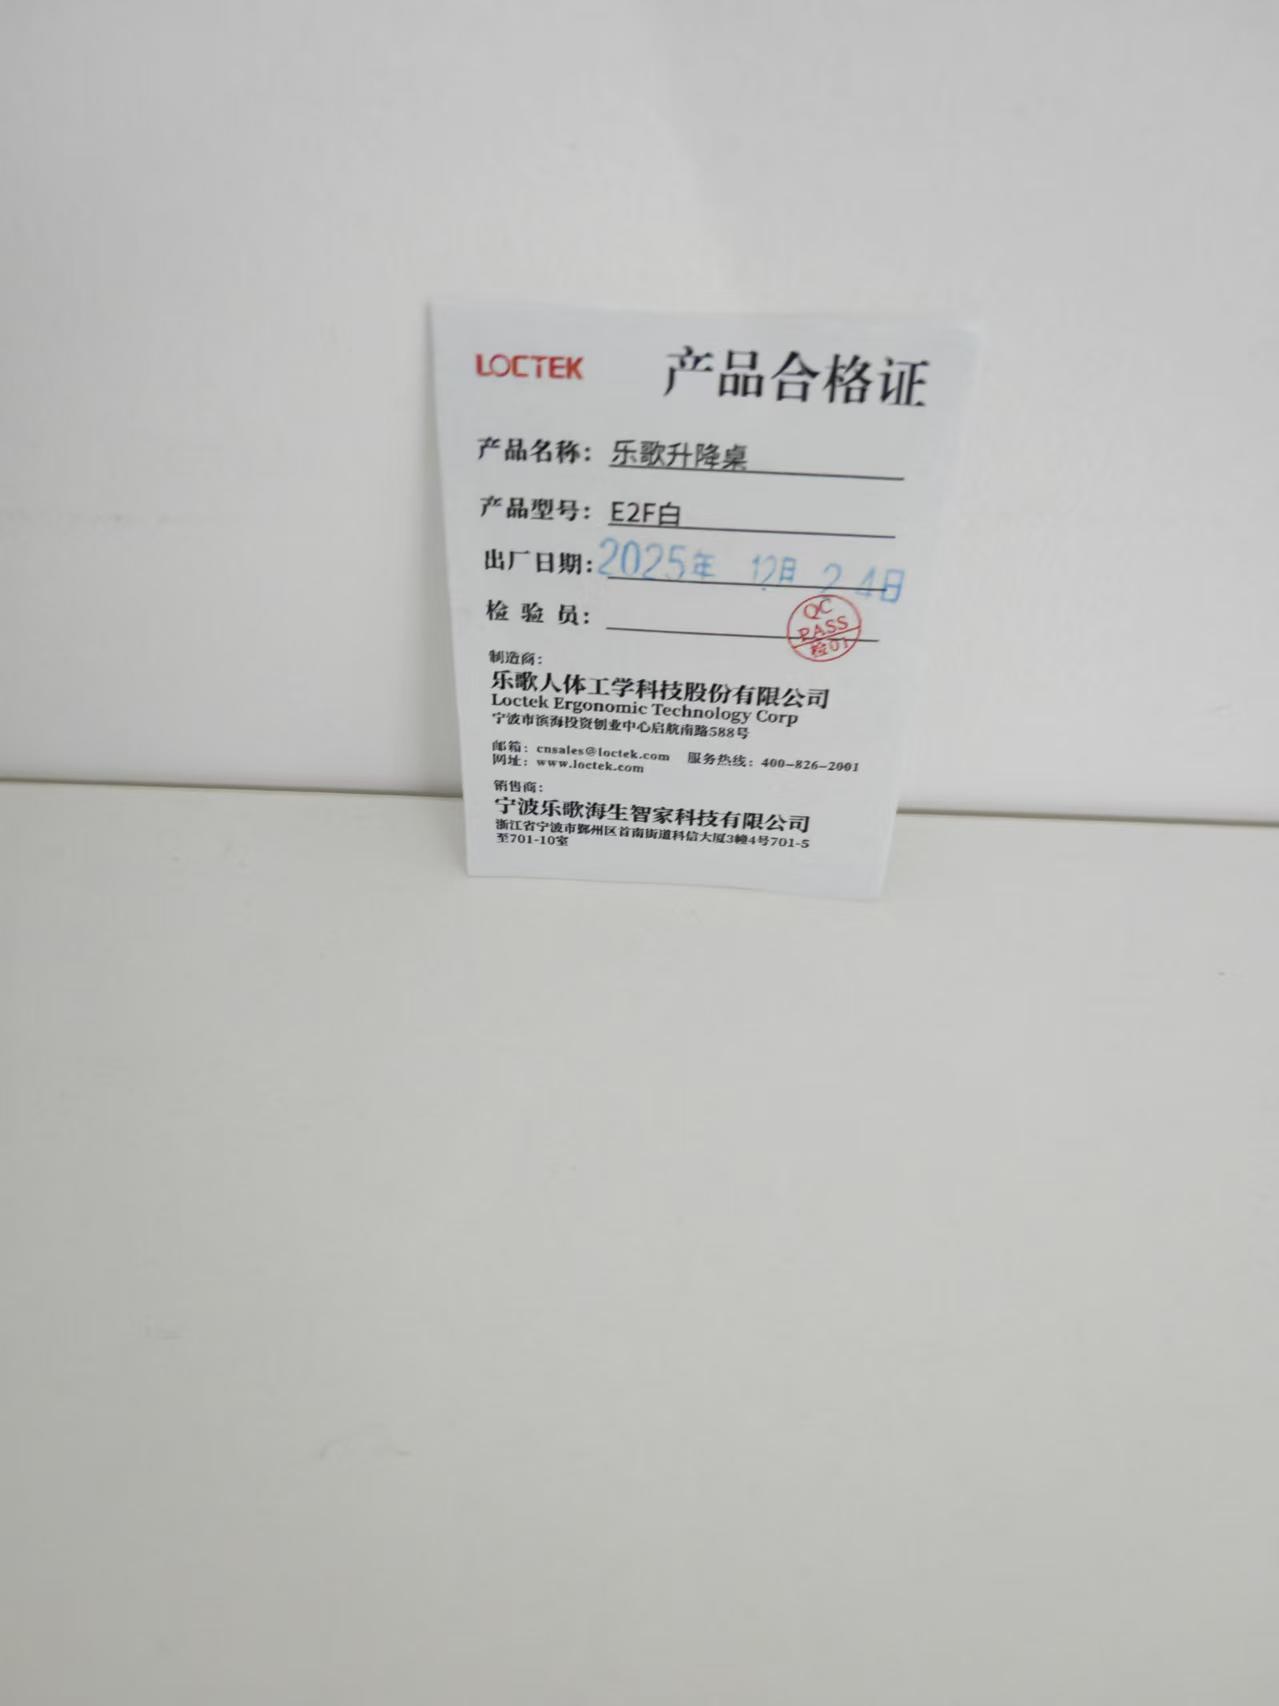 LOCTEK 产品合格证
产品名称：乐歌升降桌
产品型号：E2F白
出厂日期：2025年 12月 24日
检验员：
QC
PASS
检01
制造商：
乐歌人体工学科技股份有限公司
Loctek Ergonomic Technology Corp
宁波市滨海投资创业中心启航南路588号
邮箱：cnsales@loctek.com 服务热线：400-826-2001
网址：www.loctek.com
销售商：
宁波乐歌海生智家科技有限公司
浙江省宁波市鄞州区首南街道科信大厦3幢4号701-5
至701-10室